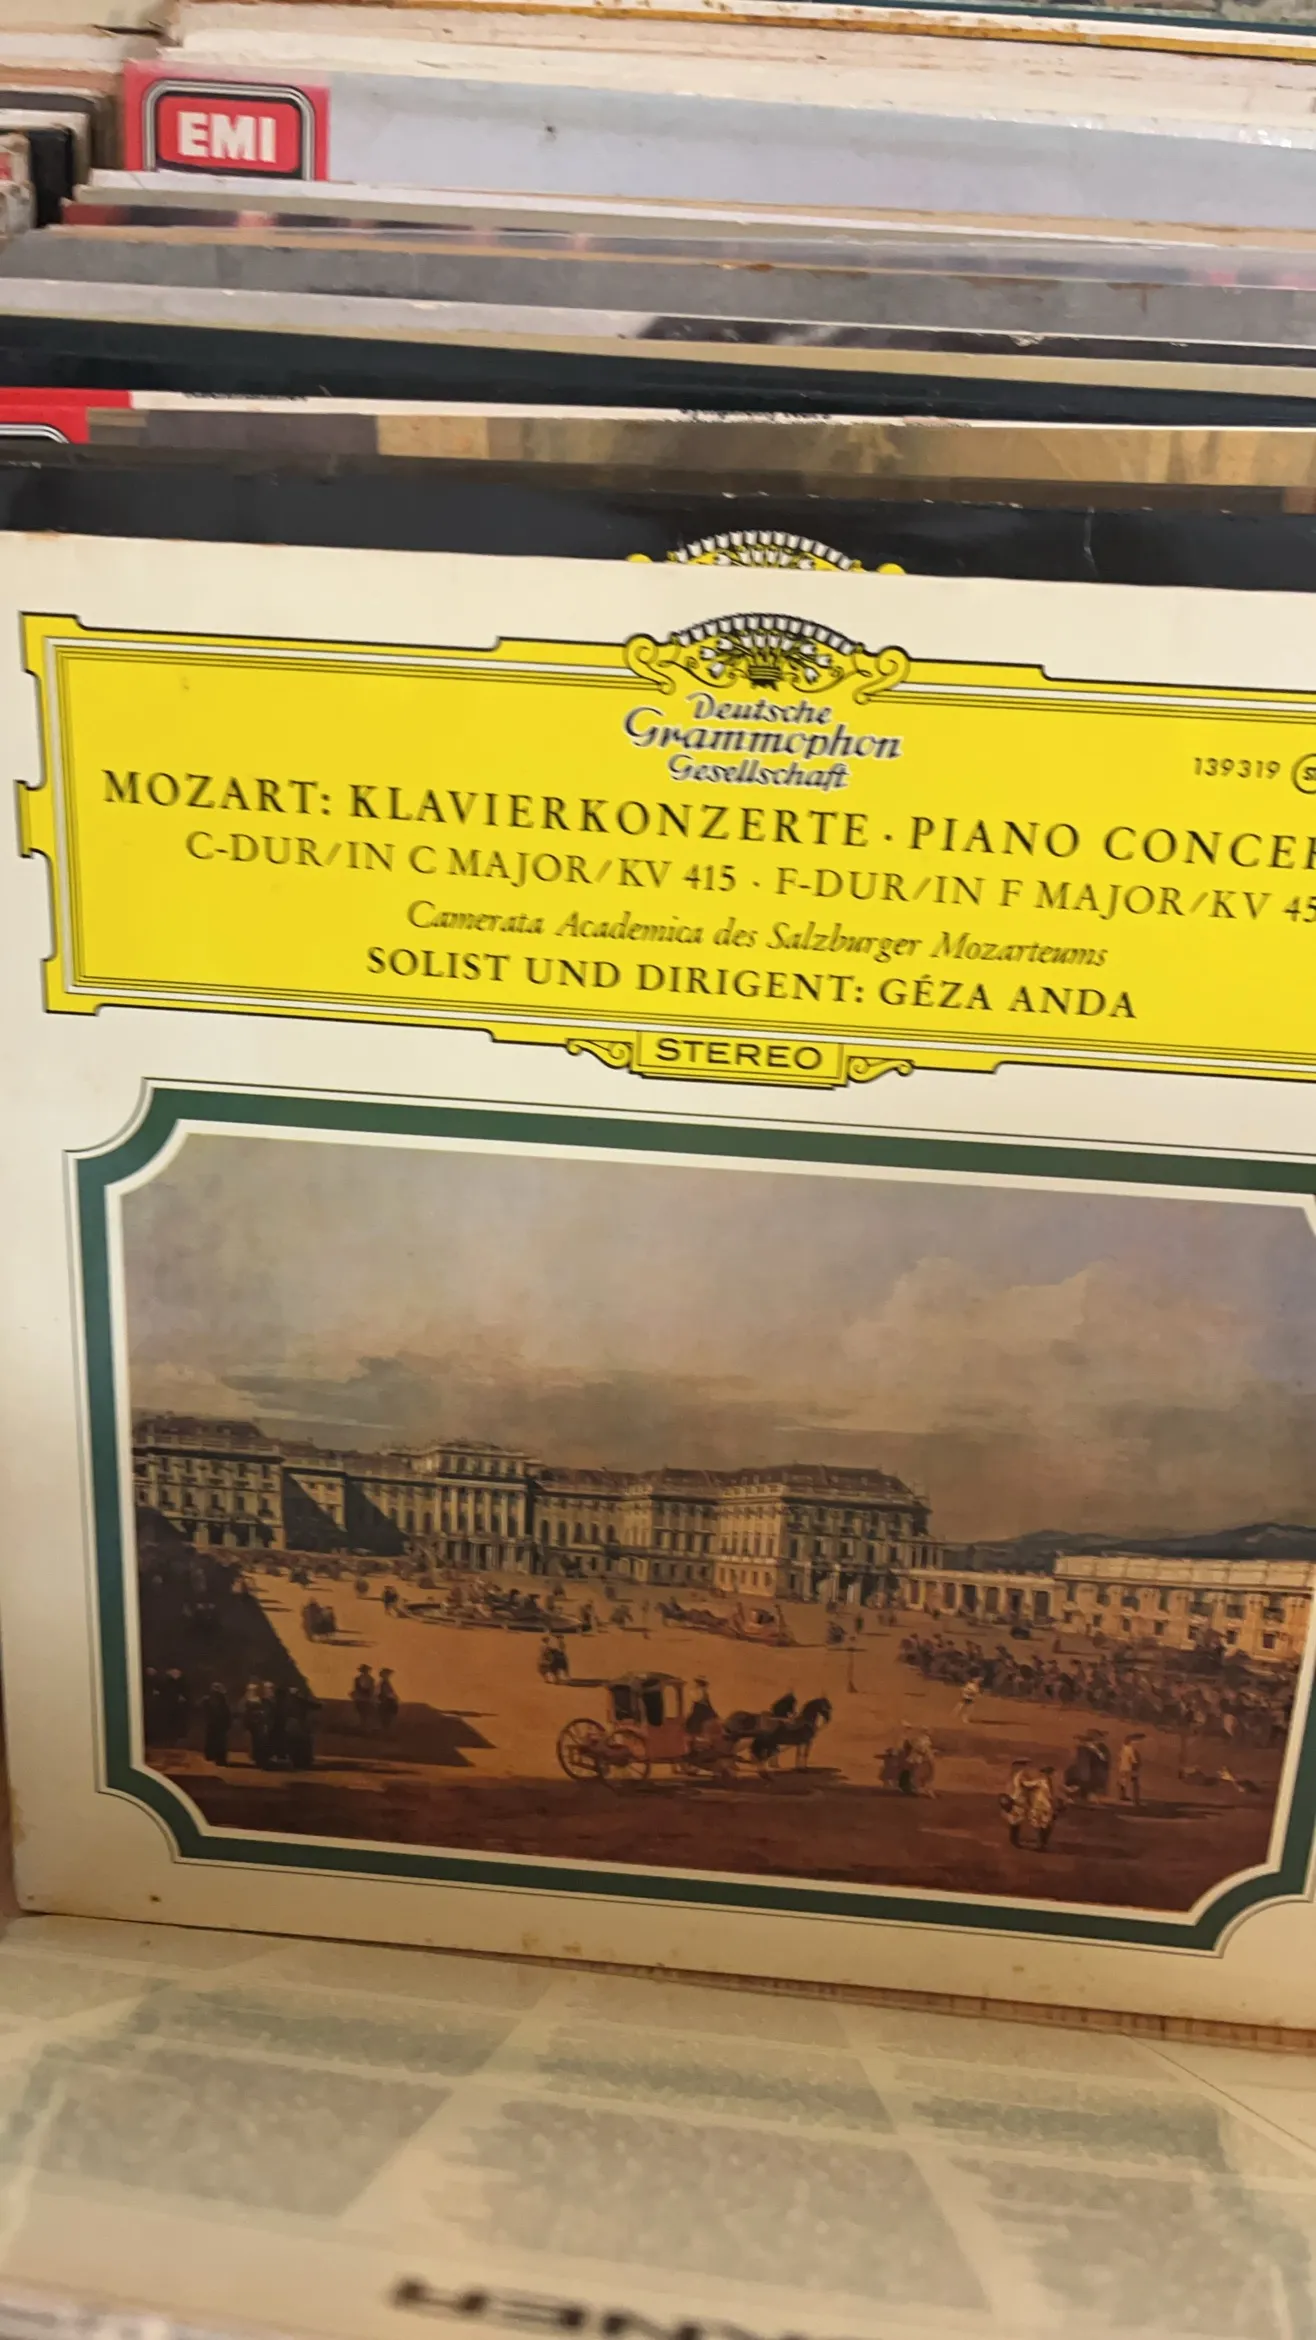 EMI
Deutsche
Grammophon
Gesellschaft
139319
MOZART: KLAVIERKONZERTE · PIANO
C-DUR/IN C MAJOR/KV 415 · F-DUR/IN F MAJOR/KV
Camerata Academica des Salzburger Mozarteums
SOLIST UND DIRIGENT: GÉZA ANDA
STEREO